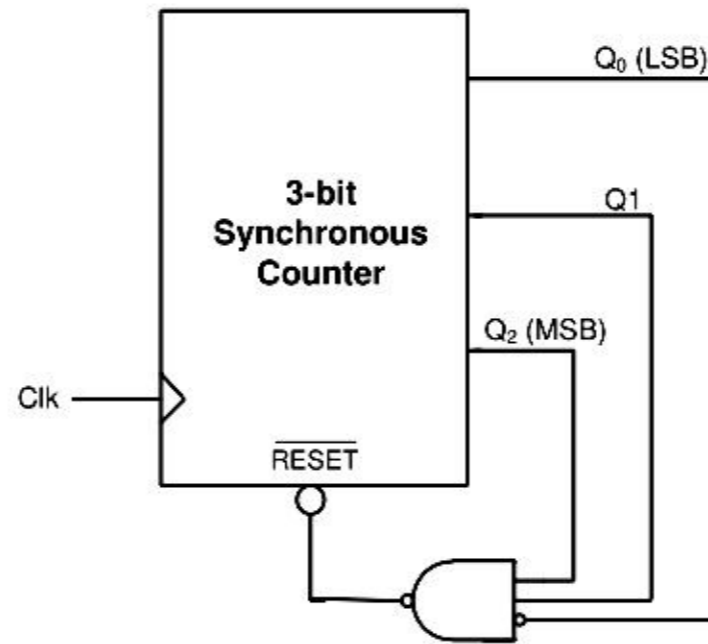 Q₀ (LSB)
3-bit
Synchronous
Counter
Q1
Q₂ (MSB)
Clk
RESET